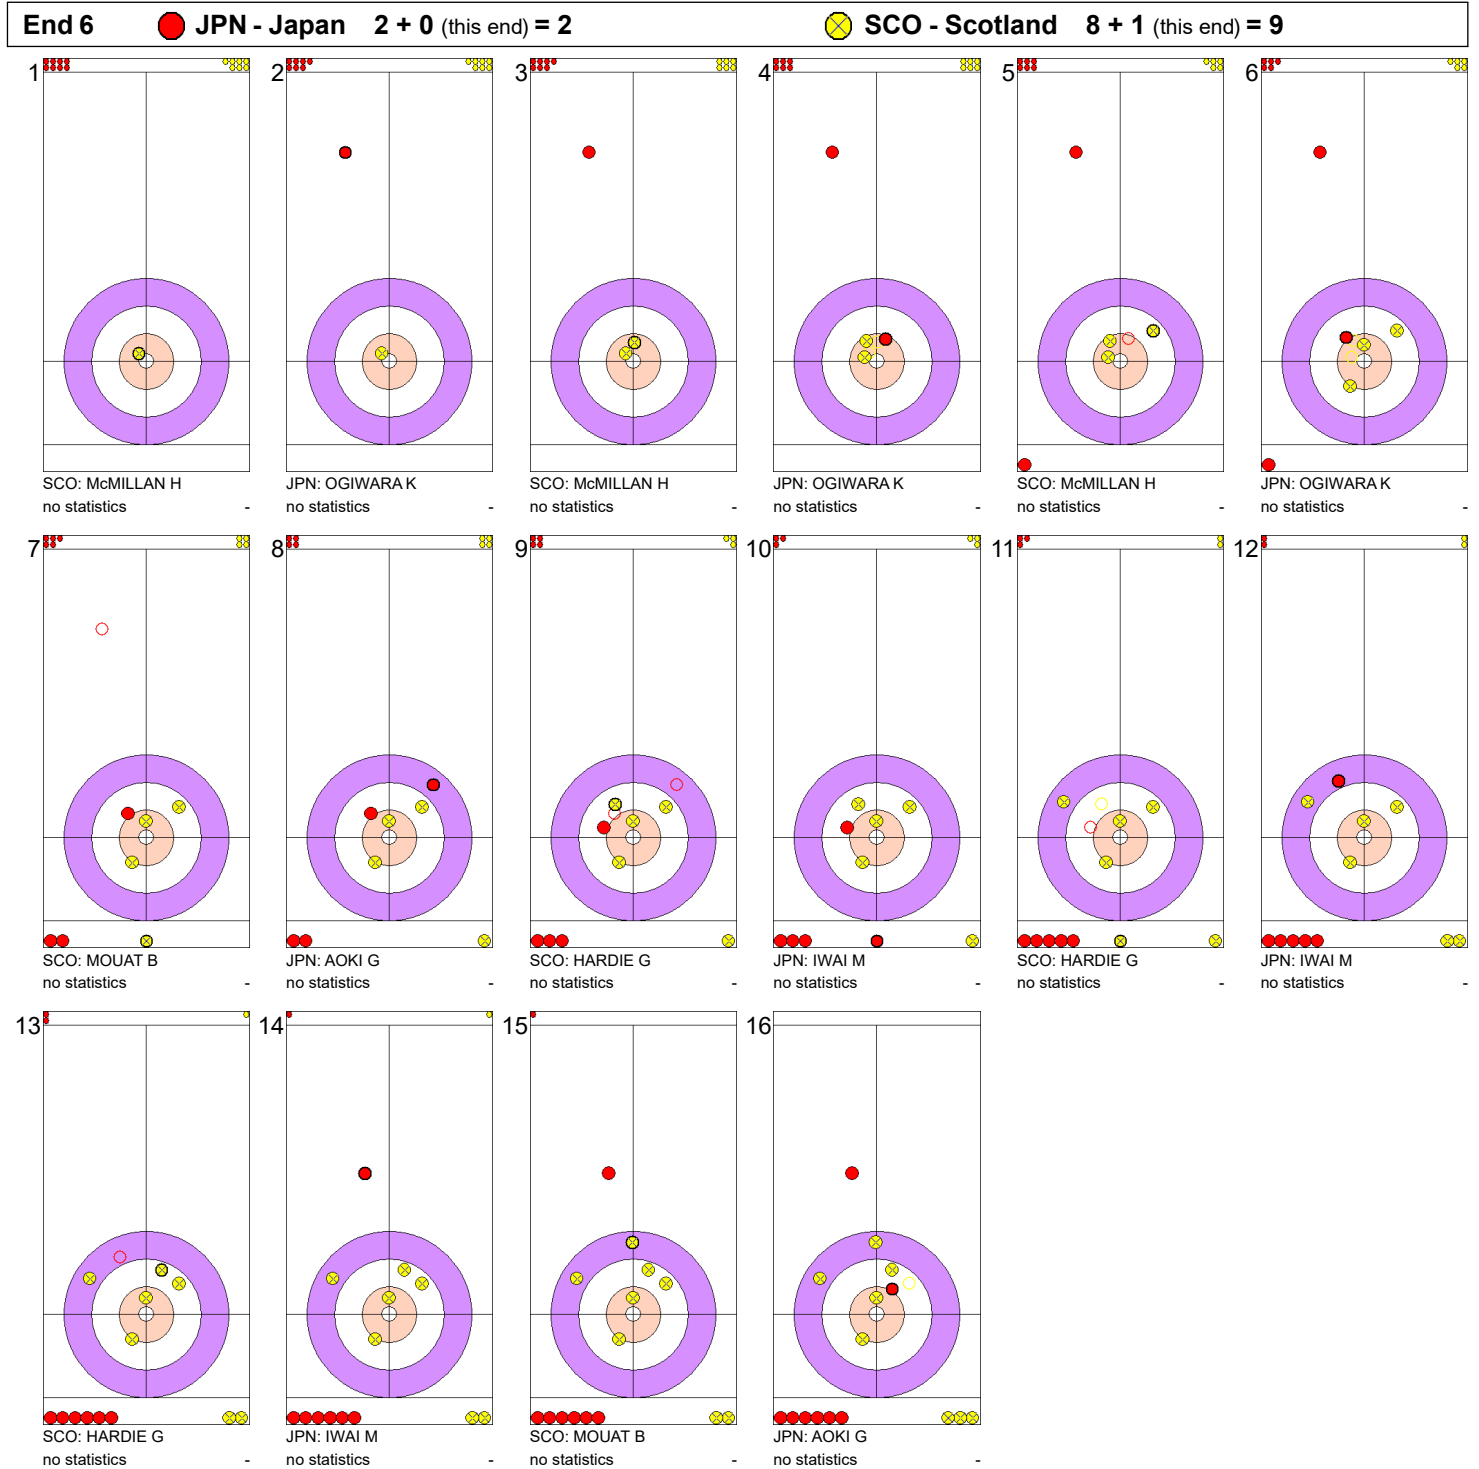 End 6 JPN - Japan 2 + 0 (this end) = 2 SCO - Scotland 8 + 1 (this end) = 9
1 2 3 4 5 6
SCO: McMILLAN H JPN: OGIWARA K SCO: McMILLAN H JPN: OGIWARA K SCO: McMILLAN H JPN: OGIWARA K
no statistics - no statistics - no statistics - no statistics - no statistics - no statistics -
7 8 9 10 11 12
SCO: MOUAT B JPN: AOKI G SCO: HARDIE G JPN: IWAI M SCO: HARDIE G JPN: IWAI M
no statistics - no statistics - no statistics - no statistics - no statistics - no statistics -
13 14 15 16
SCO: HARDIE G JPN: IWAI M SCO: MOUAT B JPN: AOKI G
no statistics - no statistics - no statistics - no statistics -